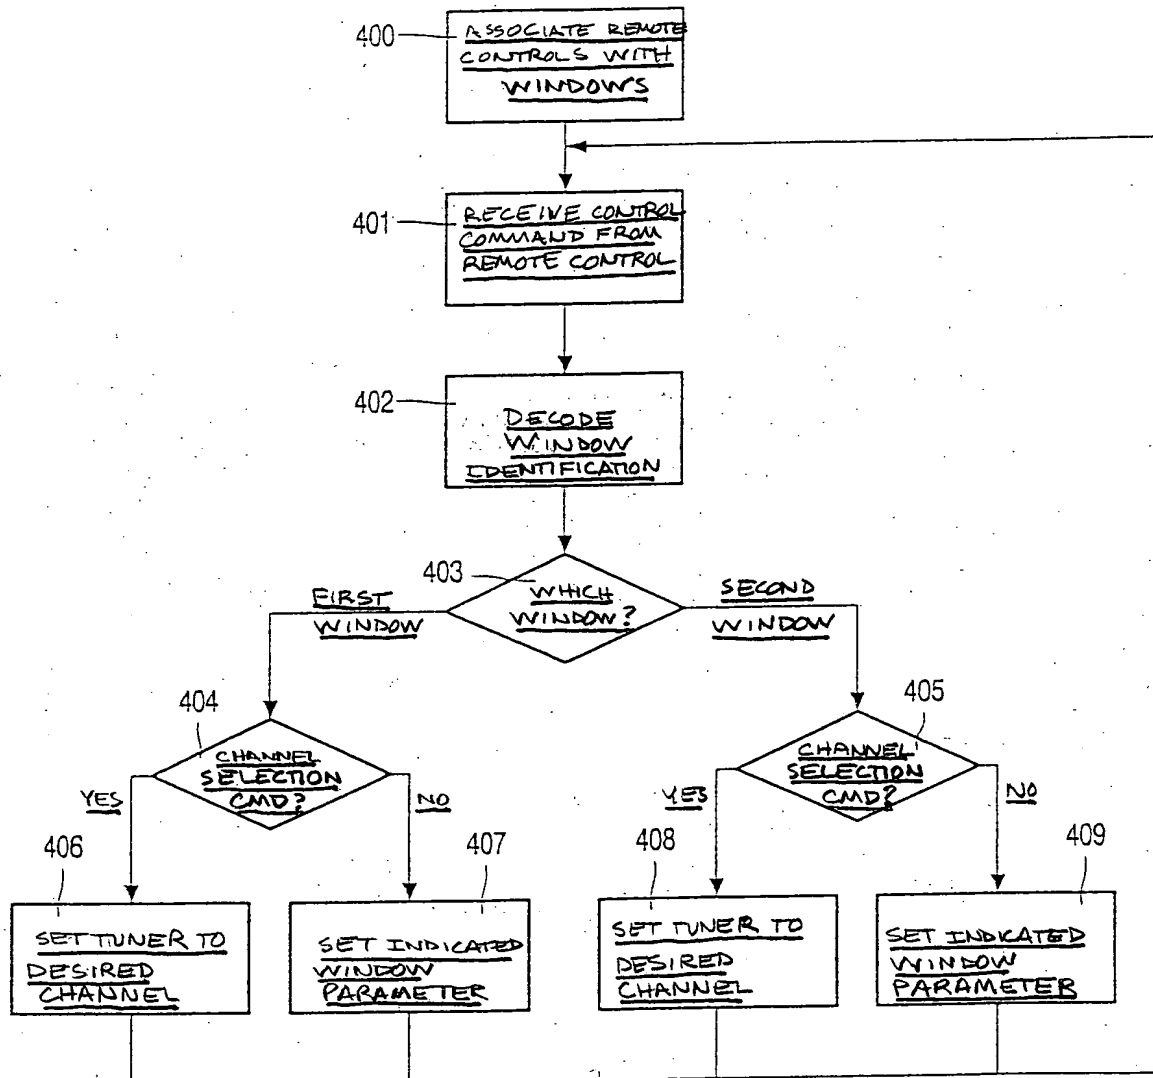 400
ASSOCIATE REMOTE
CONTROLS WITH
WINDOWS
401
RECEIVE CONTROL
COMMAND FROM
REMOTE CONTROL
402
DECODE
WINDOW
IDENTIFICATION
403
WHICH
WINDOW?
FIRST
WINDOW
SECOND
WINDOW
404
CHANNEL
SELECTION
CMD?
YES
NO
405
CHANNEL
SELECTION
CMD?
YES
NO
406
SET TUNER TO
DESIRED
CHANNEL
407
SET INDICATED
WINDOW
PARAMETER
408
SET TUNER TO
DESIRED
CHANNEL
409
SET INDICATED
WINDOW
PARAMETER